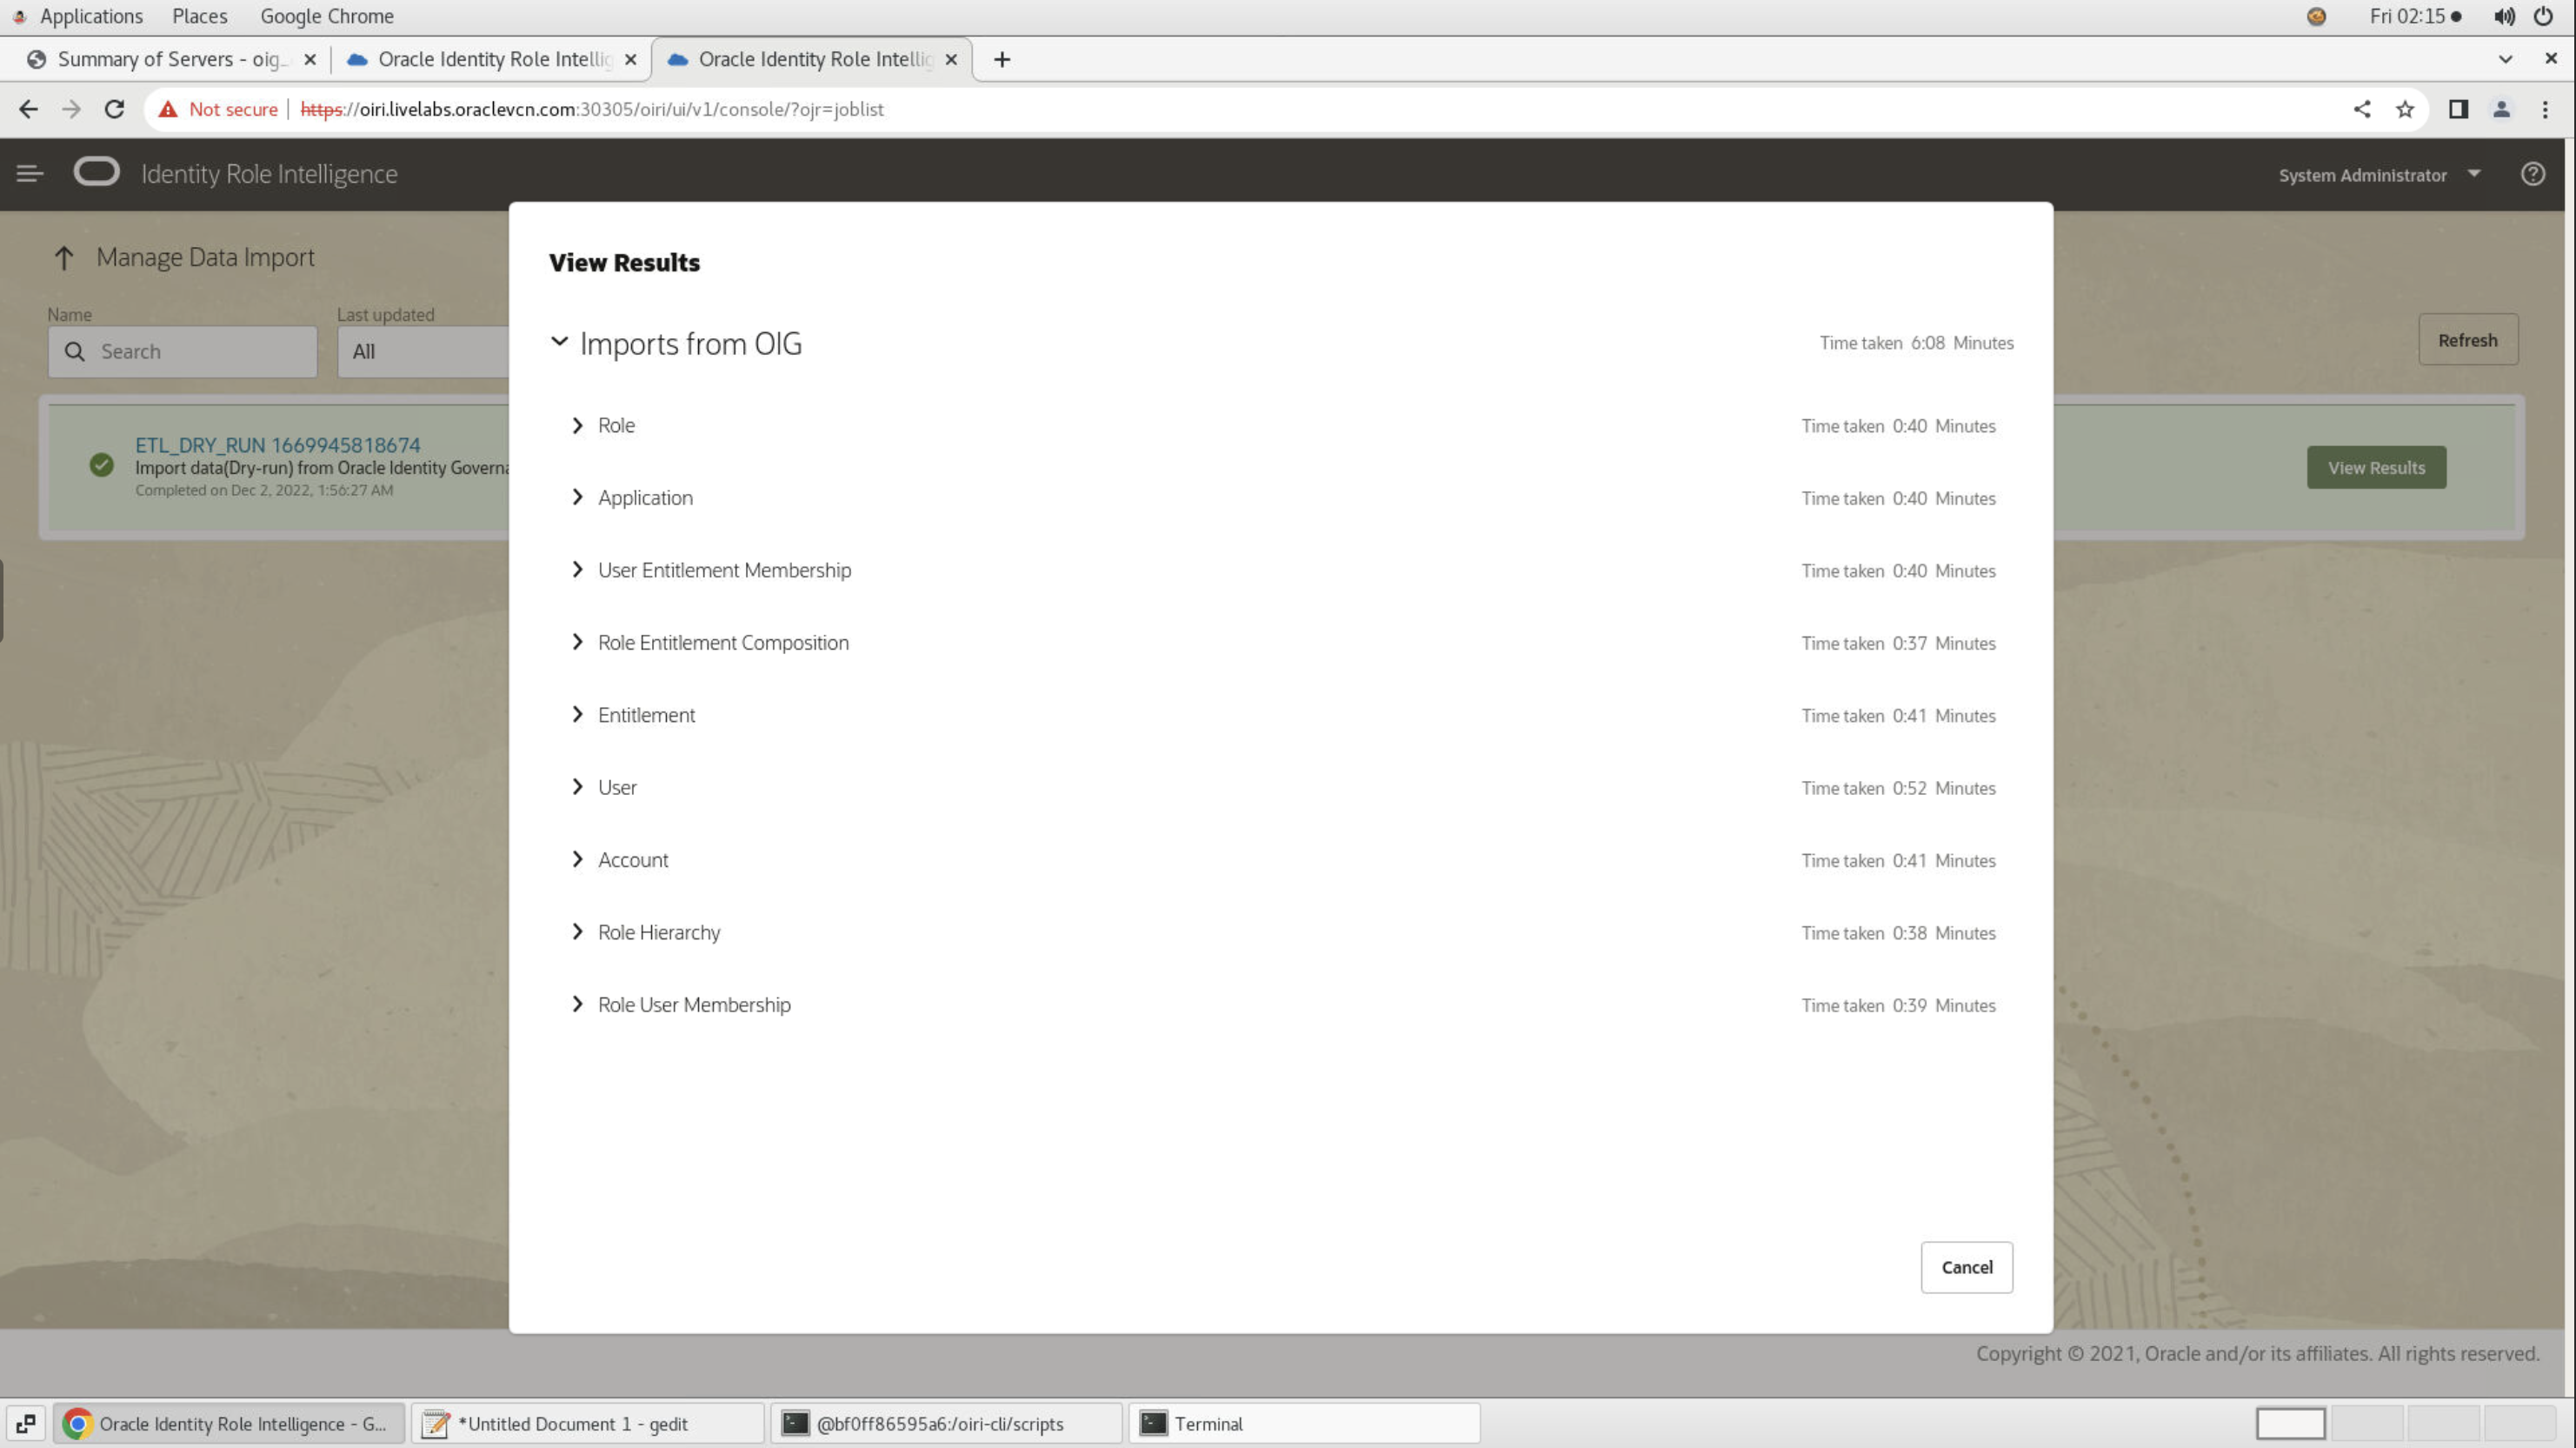 Applications Places Google Chrome Fri 02:15
Summary of Servers - oig_ Oracle Identity Role Intellig Oracle Identity Role Intellig
Not secure https://oiri.livelabs.oraclevcn.com:30305/oiri/ui/v1/console/?ojr=joblist
Identity Role Intelligence System Administrator
Manage Data Import
Name Last updated
Search All Refresh
ETL_DRY_RUN 1669945818674
Import data(Dry-run) from Oracle Identity Governa
Completed on Dec 2, 2022, 1:56:27 AM
View Results
View Results
Imports from OIG Time taken 6:08 Minutes
Role Time taken 0:40 Minutes
Application Time taken 0:40 Minutes
User Entitlement Membership Time taken 0:40 Minutes
Role Entitlement Composition Time taken 0:37 Minutes
Entitlement Time taken 0:41 Minutes
User Time taken 0:52 Minutes
Account Time taken 0:41 Minutes
Role Hierarchy Time taken 0:38 Minutes
Role User Membership Time taken 0:39 Minutes
Cancel
Copyright © 2021, Oracle and/or its affiliates. All rights reserved.
Oracle Identity Role Intelligence - G... *Untitled Document 1 - gedit @bf0ff86595a6:/oiri-cli/scripts Terminal